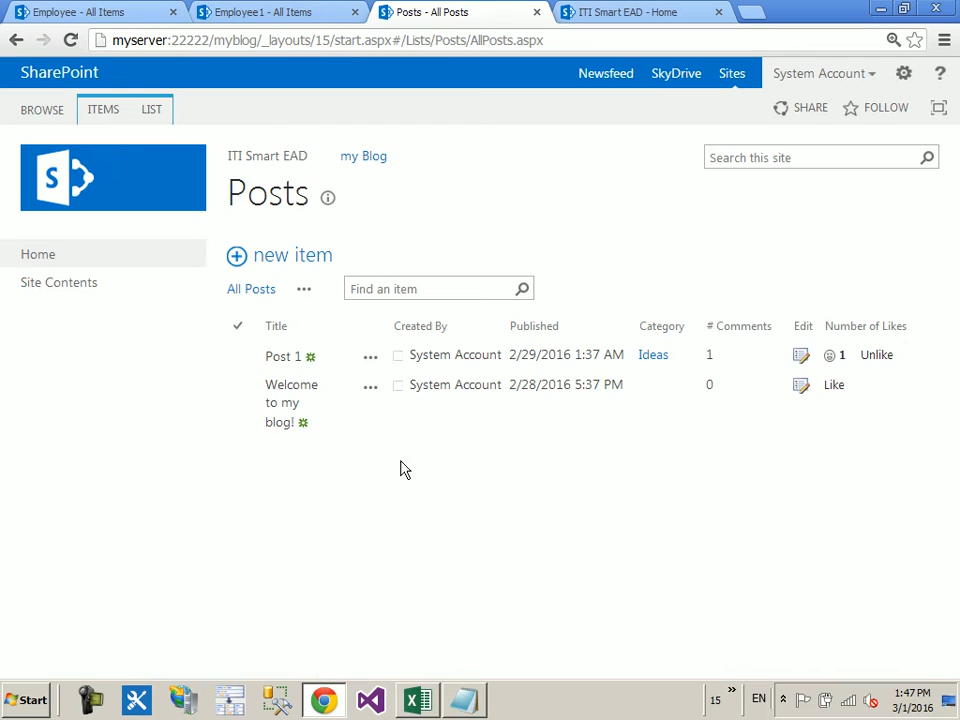 Employee - All Items
Employee1 - All Items
Posts - All Posts
ITI Smart EAD - Home
myserver:22222/myblog/_layouts/15/start.aspx#/Lists/Posts/AllPosts.aspx
SharePoint
Newsfeed
SkyDrive
Sites
System Account
?
BROWSE
ITEMS
LIST
SHARE
FOLLOW
S
ITI Smart EAD
my Blog
Search this site
Posts
Home
Site Contents
new item
All Posts
Find an item
Title
Created By
Published
Category
# Comments
Edit
Number of Likes
Post 1
System Account
2/29/2016 1:37 AM
Ideas
1
1
Unlike
Welcome
to my
blog!
System Account
2/28/2016 5:37 PM
0
Like
Start
15
EN
1:47 PM
3/1/2016